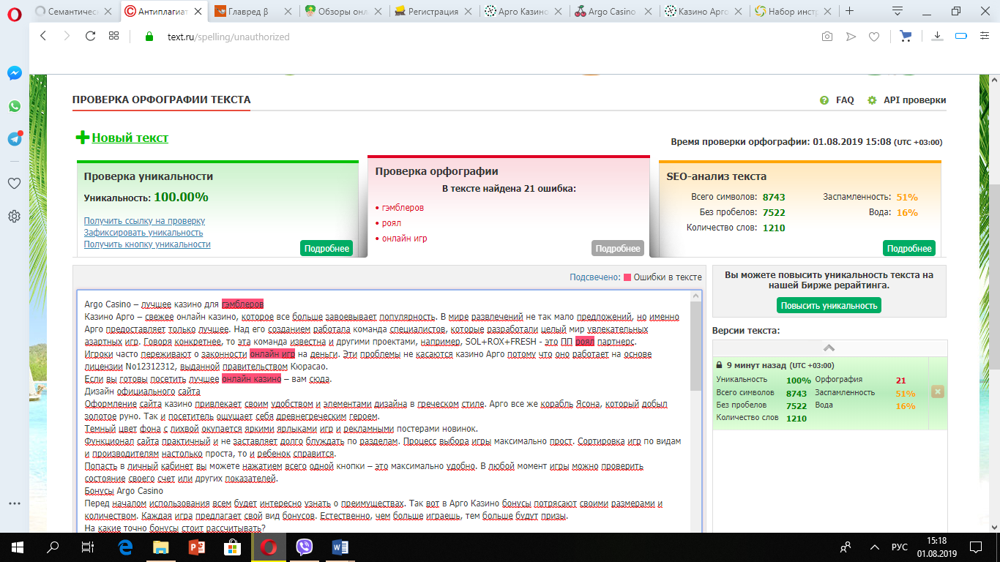 Семантическ
Антиплагиат
Главред β
Обзоры онл
Регистрация
Арго Казино
Argo Casino
Казино Арго
Набор инстр
text.ru/spelling/unauthorized
ПРОВЕРКА ОРФОГРАФИИ ТЕКСТА
FAQ
API проверки
Новый текст
Время проверки орфографии: 01.08.2019 15:08 (UTC +03:00)
Проверка уникальности
Уникальность: 100.00%
Получить ссылку на проверку
Зафиксировать уникальность
Получить кнопку уникальности
Подробнее
Проверка орфографии
В тексте найдена 21 ошибка:
• гэмблеров
• роял
• онлайн игр
Подробнее
SEO-анализ текста
Всего символов: 8743 Заспамленность: 51%
Без пробелов: 7522 Вода: 16%
Количество слов: 1210
Подробнее
Подсвечено: Ошибки в тексте
Argo Casino – лучшее казино для гэмблеров
Казино Арго – свежее онлайн казино, которое все больше завоевывает популярность. В мире развлечений не так мало предложений, но именно
Арго предоставляет только лучшее. Над его созданием работала команда специалистов, которые разработали целый мир увлекательных
азартных игр. Говоря конкретнее, то эта команда известна и другими проектами, например, SOL+ROX+FRESH - это ПП роял партнерс.
Игроки часто переживают о законности онлайн игр на деньги. Эти проблемы не касаются казино Арго потому что оно работает на основе
лицензии No12312312, выданной правительством Кюрасао.
Если вы готовы посетить лучшее онлайн казино – вам сюда.
Дизайн официального сайта
Оформление сайта казино привлекает своим удобством и элементами дизайна в греческом стиле. Арго все же корабль Ясона, который добыл
золотое руно. Так и посетитель ощущает себя древнегреческим героем.
Темный цвет фона с лихвой окупается яркими ярлыками игр и рекламными постерами новинок.
Функционал сайта практичный и не заставляет долго блуждать по разделам. Процесс выбора игры максимально прост. Сортировка игр по видам
и производителям настолько проста, то и ребенок справится.
Попасть в личный кабинет вы можете нажатием всего одной кнопки – это максимально удобно. В любой момент игры можно проверить
состояние своего счет или других показателей.
Бонусы Argo Casino
Перед началом использования всем будет интересно узнать о преимуществах. Так вот в Арго Казино бонусы потрясают своими размерами и
количеством. Каждая игра предлагает свой вид бонусов. Естественно, чем больше играешь, тем больше будут призы.
На какие точно бонусы стоит рассчитывать?
Вы можете повысить уникальность текста на
нашей Бирже рерайтинга.
Повысить уникальность
Версии текста:
9 минут назад (UTC +03:00)
Уникальность 100% Орфография 21
Всего символов 8743 Заспамленность 51%
Без пробелов 7522 Вода 16%
Количество слов 1210
РУС
15:18
01.08.2019